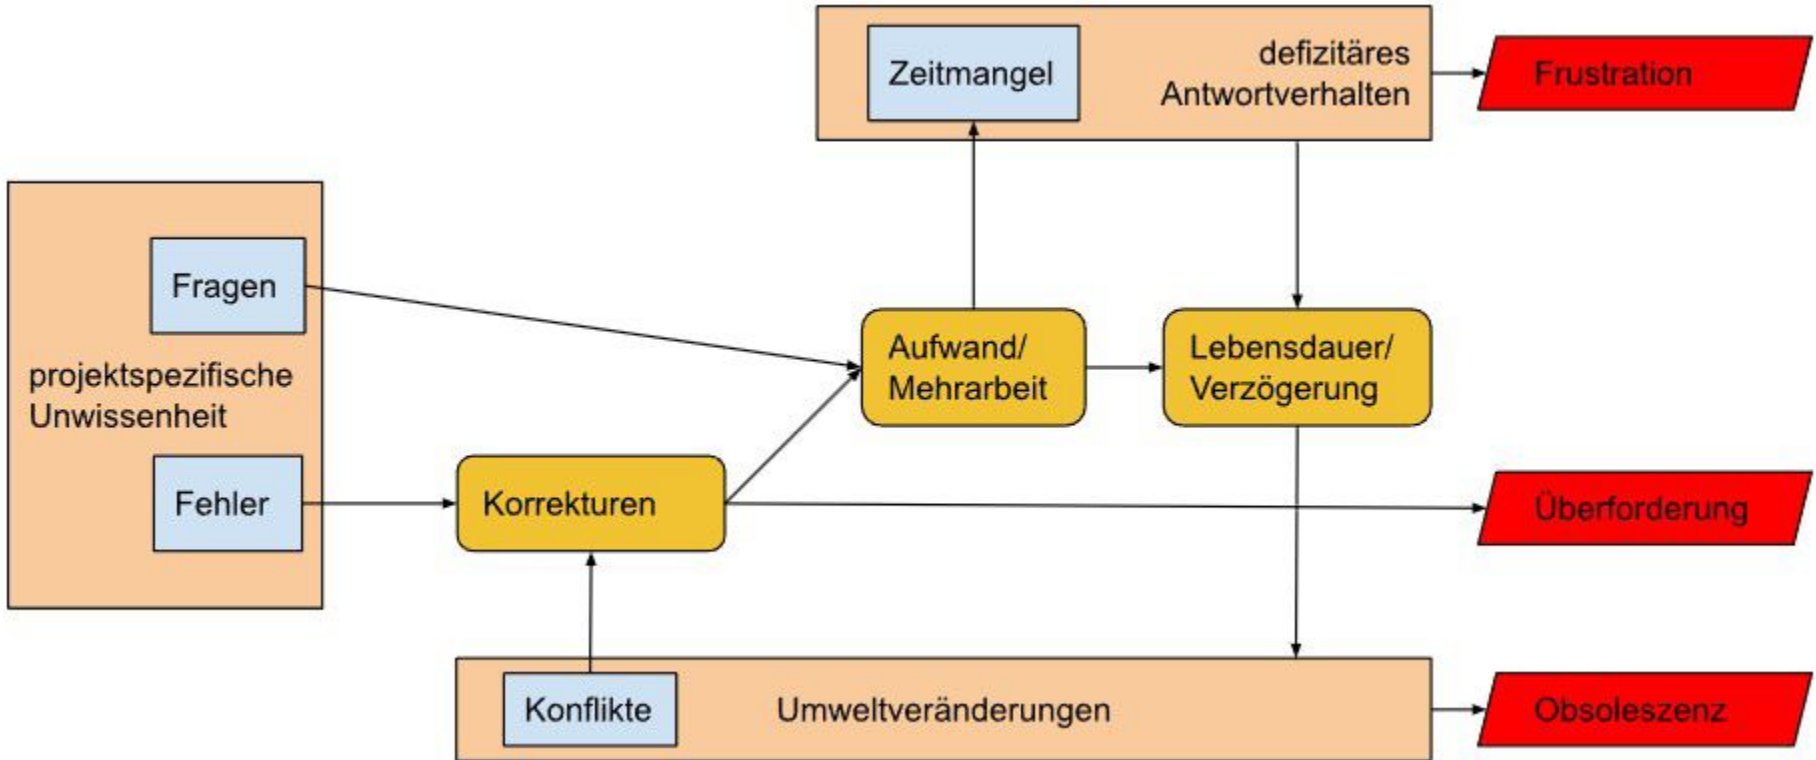 Zeitmangel
defizitäres
Antwortverhalten
Frustration
Fragen
projektspezifische
Unwissenheit
Fehler
Aufwand/
Mehrarbeit
Lebensdauer/
Verzögerung
Korrekturen
Überforderung
Konflikte
Umweltveränderungen
Obsoleszenz